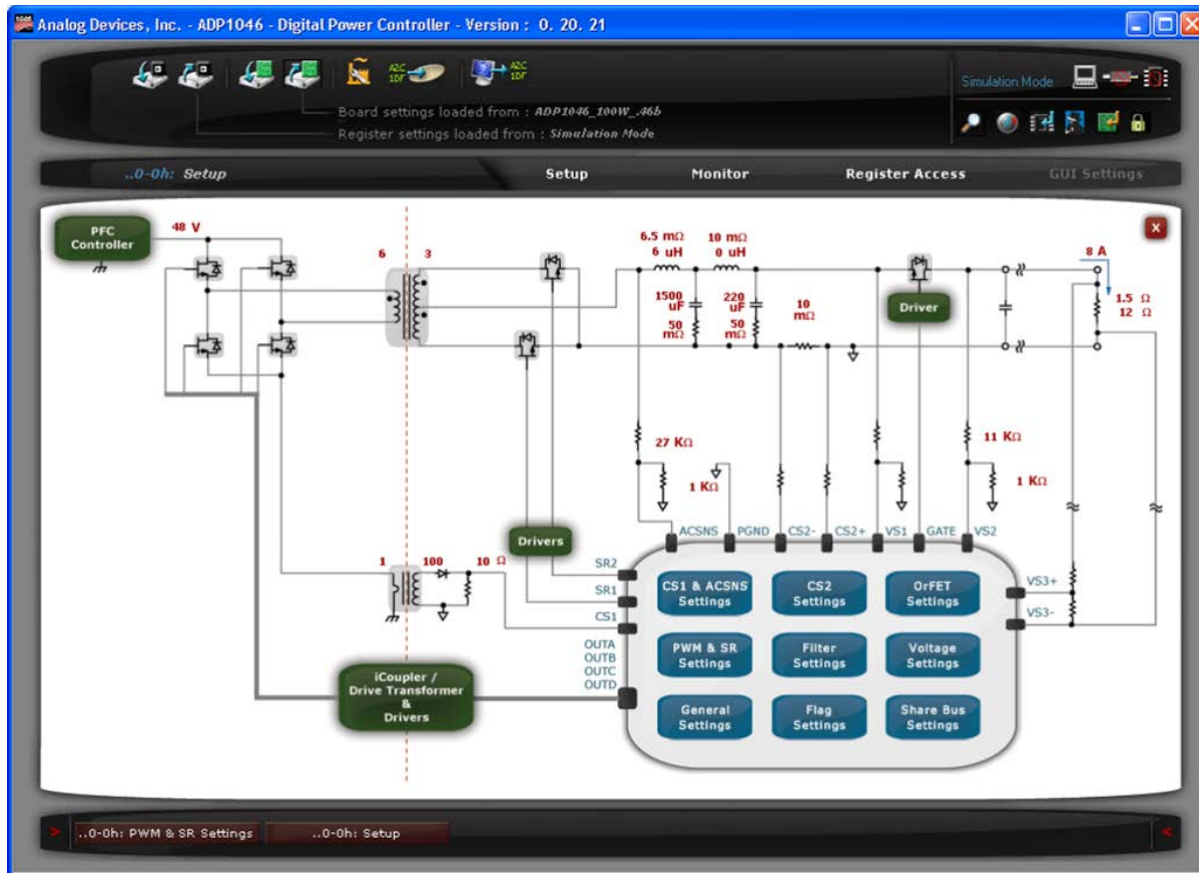 Analog Devices, Inc. - ADP1046 - Digital Power Controller - Version : 0. 20. 21
A2C
1DF
A2C
1DF
Simulation Mode
Board settings loaded from : ADP1046_100W_.46b
Register settings loaded from : Simulation Mode
..0-0h: Setup
Setup
Monitor
Register Access
GUI Settings
PFC
Controller
48 V
6
3
6.5 mΩ
6 uH
10 mΩ
0 uH
1500
uF
50
mΩ
220
uF
50
mΩ
10
mΩ
Driver
8 A
1.5 Ω
12 Ω
27 KΩ
1 KΩ
11 KΩ
1 KΩ
ACSNS
PGND
CS2-
CS2+
VS1
GATE
VS2
Drivers
1
100
10 Ω
SR2
SR1
CS1
OUTA
OUTB
OUTC
OUTD
VS3+
VS3-
CS1 & ACSNS
Settings
CS2
Settings
OrFET
Settings
PWM & SR
Settings
Filter
Settings
Voltage
Settings
General
Settings
Flag
Settings
Share Bus
Settings
iCoupler /
Drive Transformer
&
Drivers
> ..0-0h: PWM & SR Settings
..0-0h: Setup
<